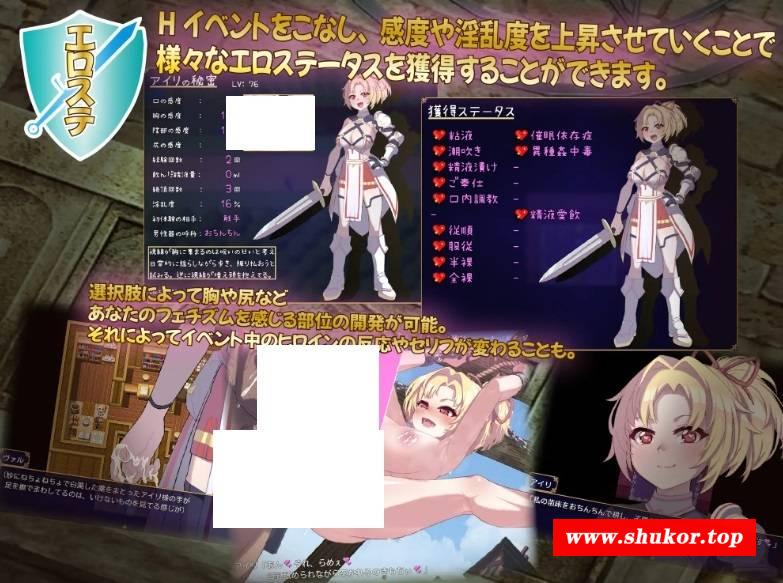 エロステ
Hイベントをこなし、感度や淫乱度を上昇させていくことで
様々なエロステータスを獲得することができます。
アイリの秘密 LV: 76
口の感度 :
胸の感度 :
陰部の感度 :
尻の感度 :
経験回数 : 2回
飲んだ精液量: 0ml
絶頂回数 : 3回
淫乱度 : 16%
初体験の相手: 触手
男性器の呼称: おちんちん
獲得ステータス
粘液 - 催眠依存症
潮吹き - 異種姦中毒
精液漬け -
ご奉仕 -
口内調教 -
- 精液愛飲
従順 -
服従 -
半裸 -
全裸 -
選択肢によって胸や尻など
あなたのフェチズムを感じる部位の開発が可能。
それによってイベント中のヒロインの反応やセリフが変わることも。
ヴァル
アイリ
www.shukor.top